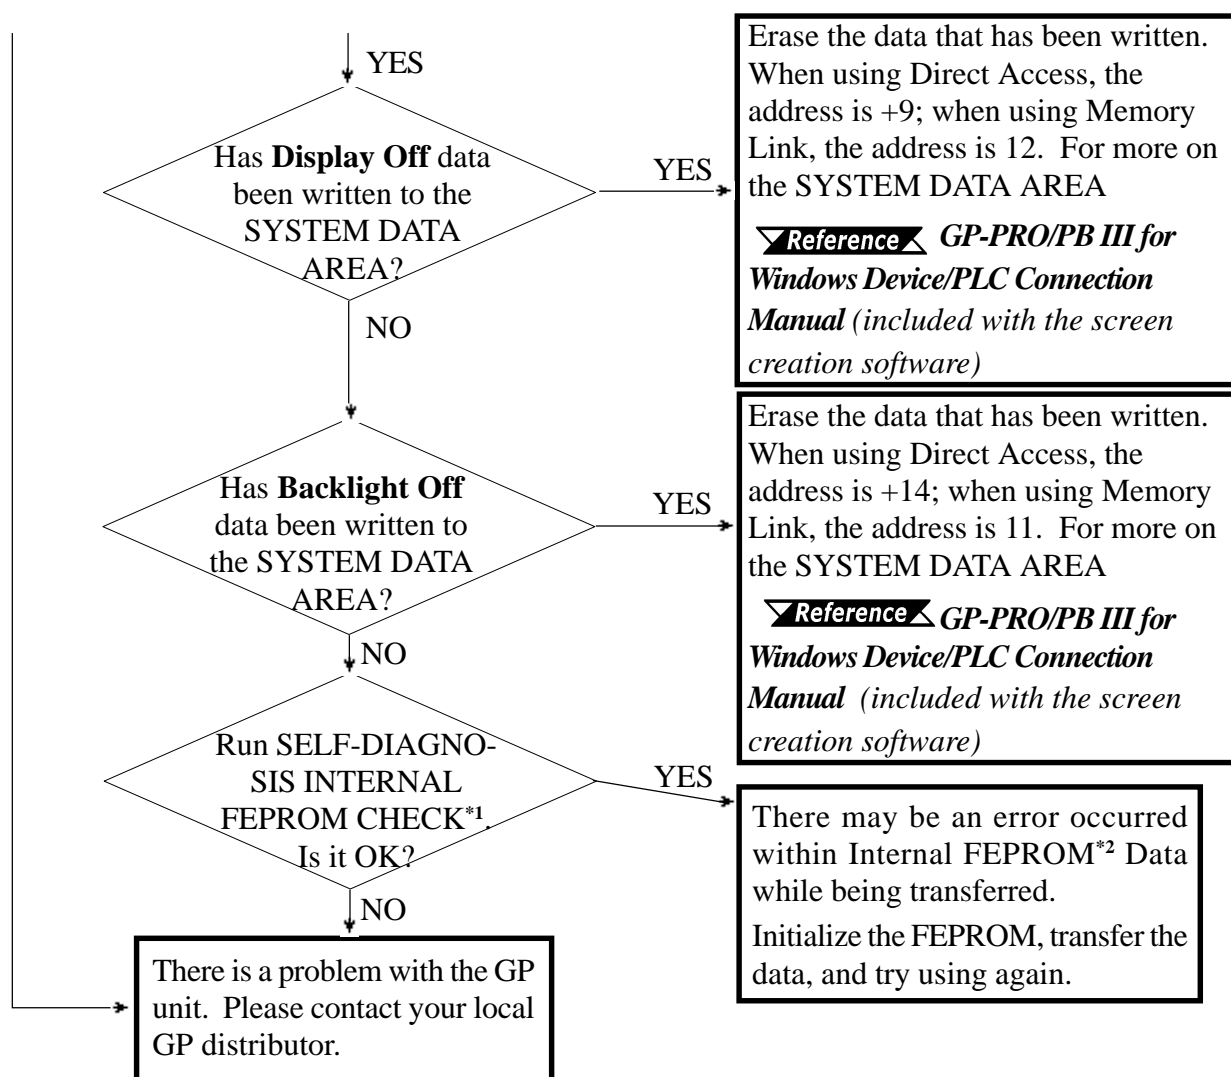 YES
Has Display Off data
been written to the
SYSTEM DATA
AREA?
YES
Erase the data that has been written.
When using Direct Access, the
address is +9; when using Memory
Link, the address is 12. For more on
the SYSTEM DATA AREA
Reference GP-PRO/PB III for
Windows Device/PLC Connection
Manual (included with the screen
creation software)
NO
Has Backlight Off
data been written to
the SYSTEM DATA
AREA?
YES
Erase the data that has been written.
When using Direct Access, the
address is +14; when using Memory
Link, the address is 11. For more on
the SYSTEM DATA AREA
Reference GP-PRO/PB III for
Windows Device/PLC Connection
Manual (included with the screen
creation software)
NO
Run SELF-DIAGNO-
SIS INTERNAL
FEPROM CHECK*1.
Is it OK?
YES
There may be an error occurred
within Internal FEPROM*2 Data
while being transferred.
Initialize the FEPROM, transfer the
data, and try using again.
NO
There is a problem with the GP
unit. Please contact your local
GP distributor.